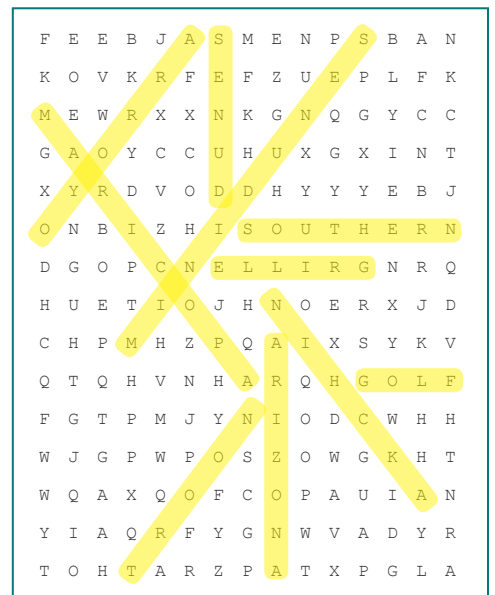 F E E B J A S M E N P S B A N
K O V K R F E F Z U E P L F K
M E W R X X N K G N Q G Y C C
G A O Y C C U H U X G X I N T
X Y R D V O D D H Y Y Y E B J
O N B I Z H I S O U T H E R N
D G O P C N E L L I R G N R Q
H U E T I O J H N O E R X J D
C H P M H Z P Q A I X S Y K V
Q T Q H V N H A R Q H G O L F
F G T P M J Y N I O D C W H H
W J G P W P O S Z O W G K H T
W Q A X Q O F C O P A U I A N
Y I A Q R F Y G N W V A D Y R
T O H T A R Z P A T X P G L A